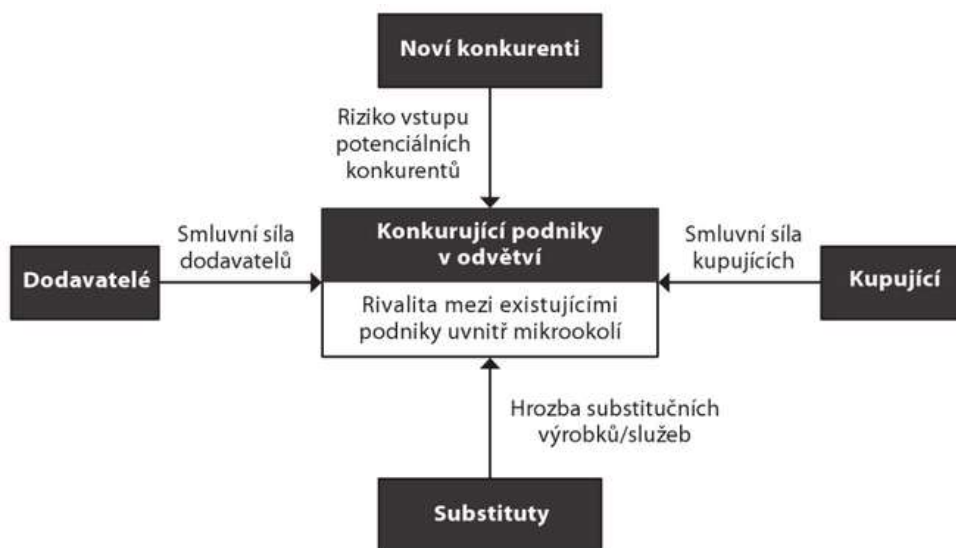 Noví konkurenti
Riziko vstupu
potenciálních
konkurentů
Smluvní síla
dodavatelů
Konkurující podniky
v odvětví
Smluvní síla
kupujících
Dodavatelé
Kupující
Rivalita mezi existujícími
podniky uvnitř mikrookolí
Hrozba substitučních
výrobků/služeb
Substituty